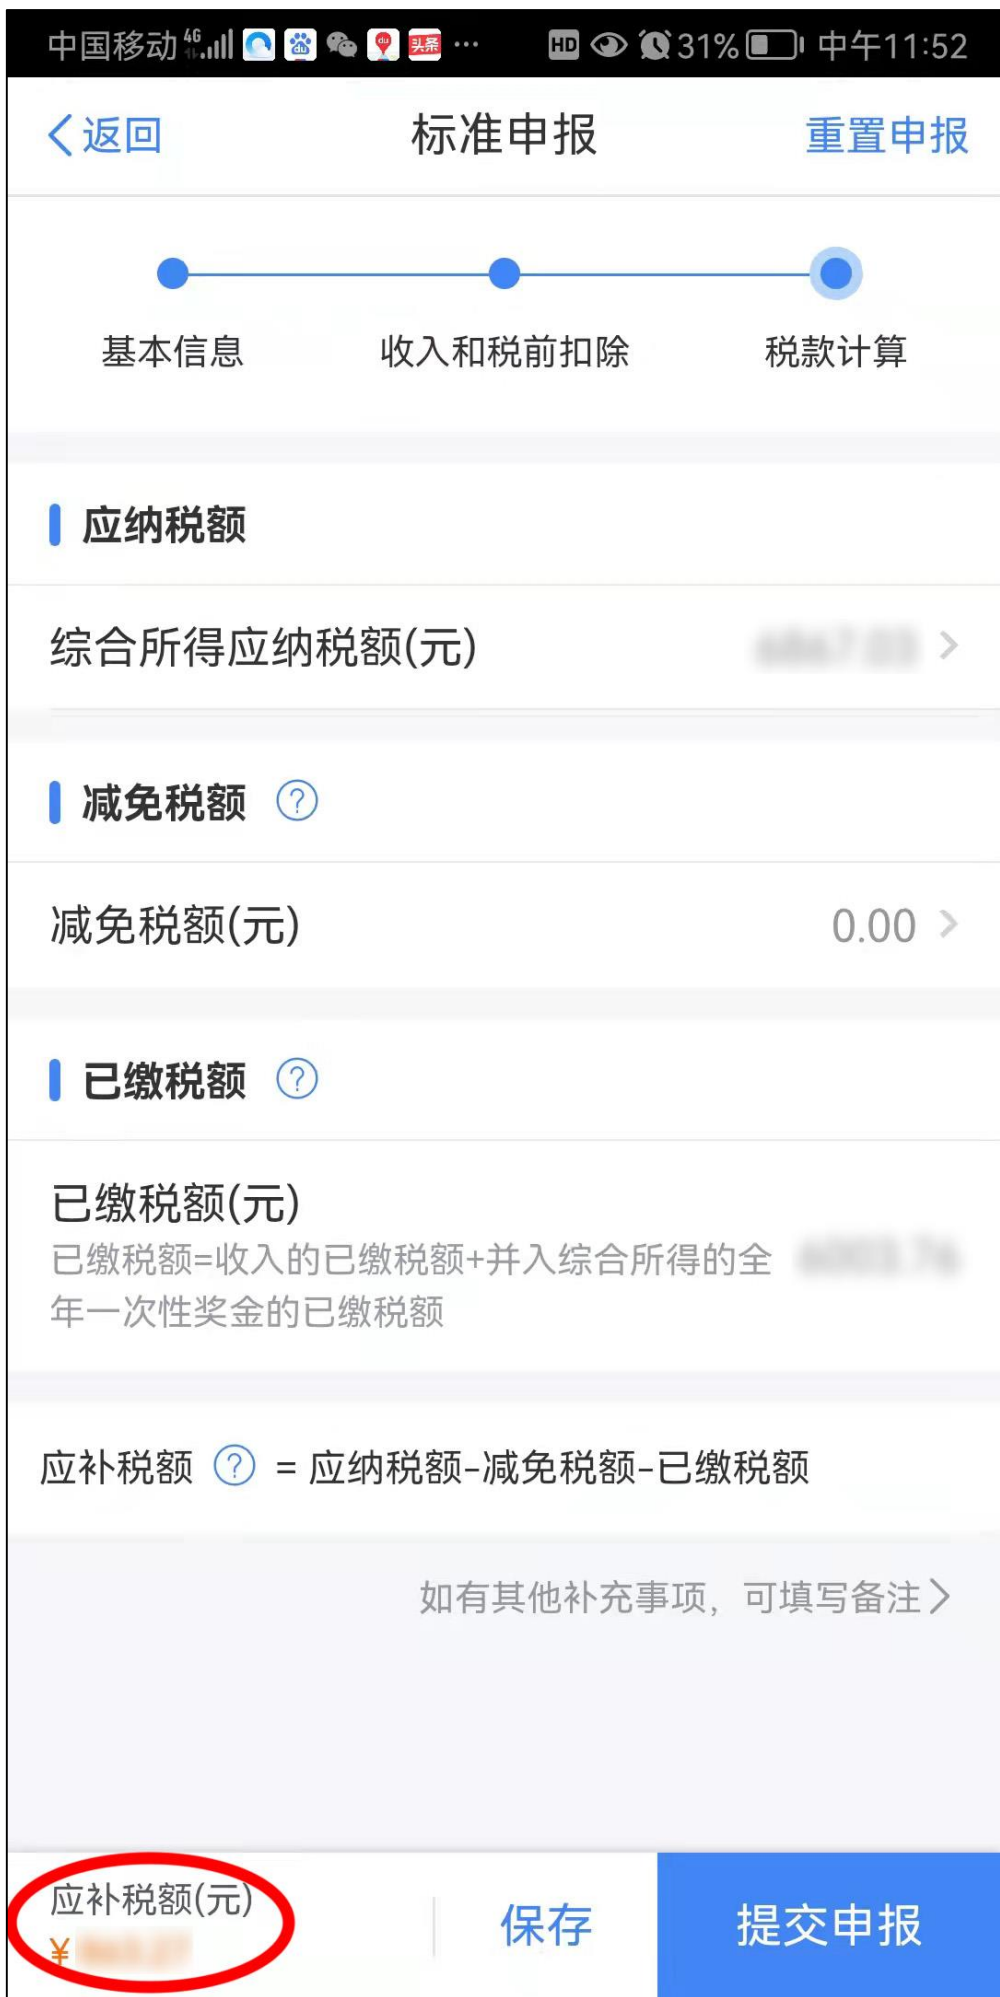 中国移动 4G du du 头条 ... HD 31% 中午11:52
返回 标准申报 重置申报
基本信息 收入和税前扣除 税款计算
应纳税额
综合所得应纳税额(元)
减免税额 ?
减免税额(元) 0.00
已缴税额 ?
已缴税额(元)
已缴税额=收入的已缴税额+并入综合所得的全
年一次性奖金的已缴税额
应补税额 ? = 应纳税额-减免税额-已缴税额
如有其他补充事项，可填写备注
应补税额(元)
¥
保存 提交申报